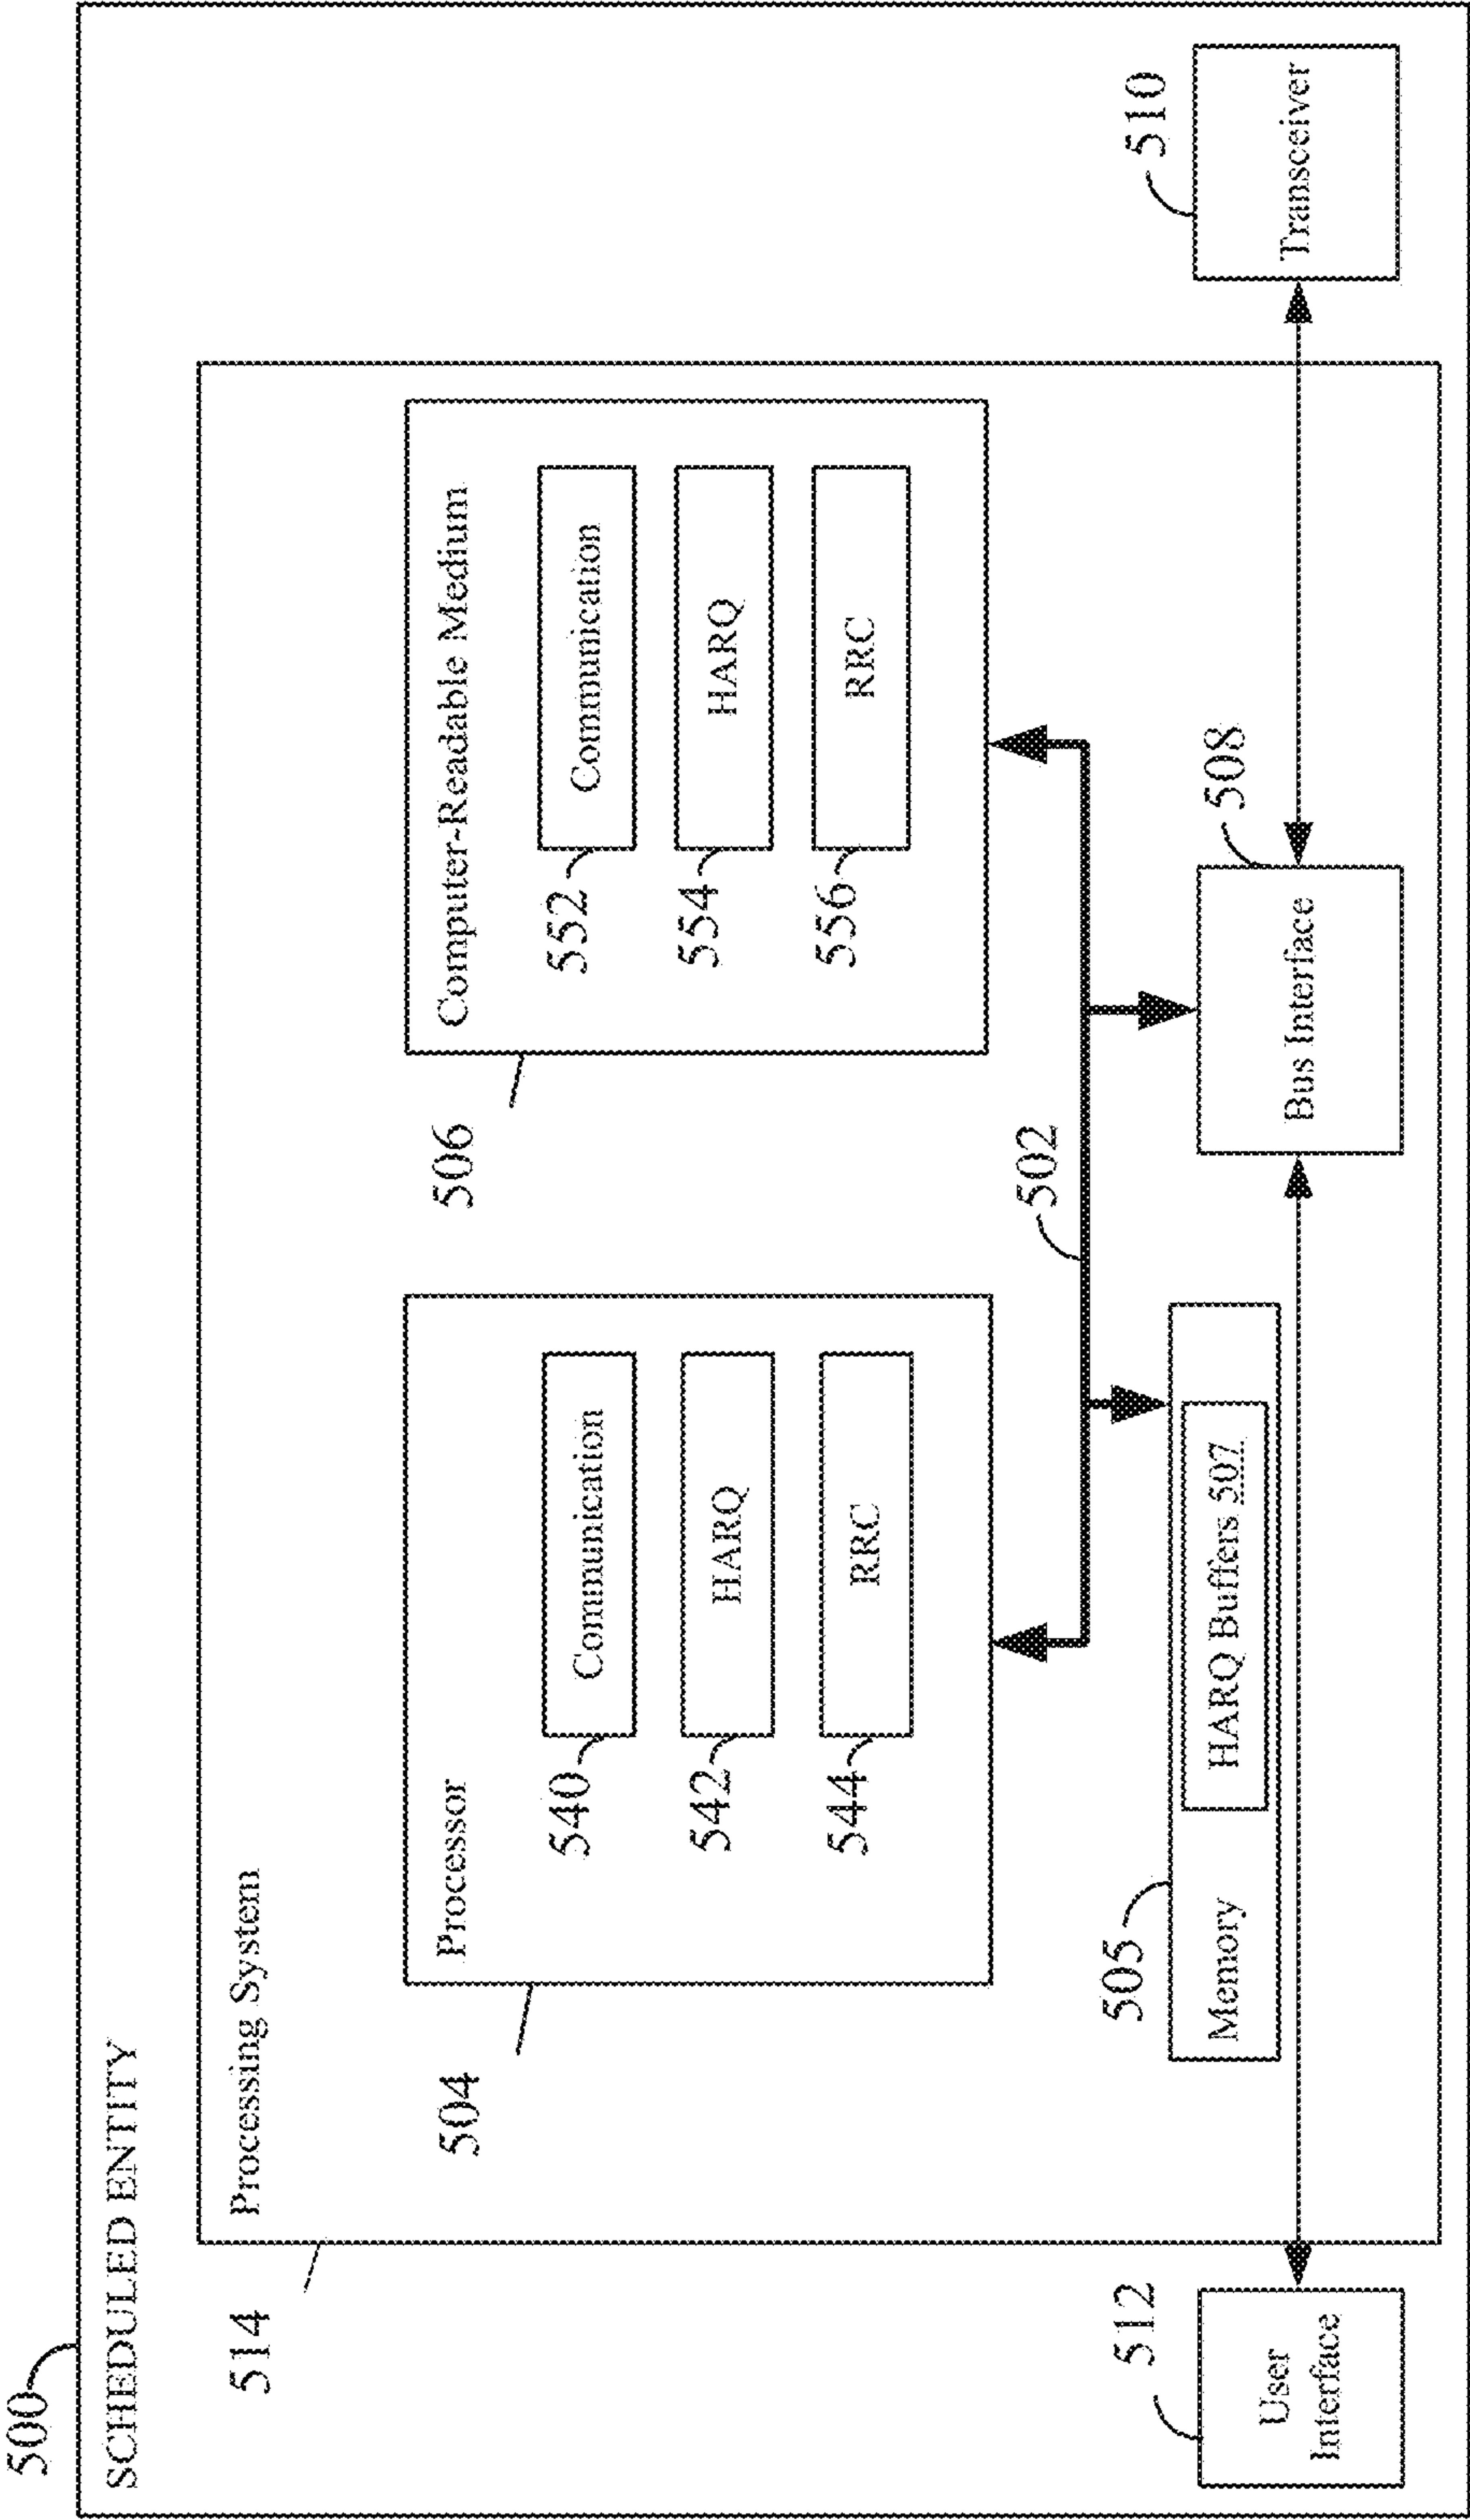 500
SCHEDULED ENTITY
514
Processing System
504
Processor
540
Communication
542
HARQ
544
RRC
506
Computer-Readable Medium
552
Communication
554
HARQ
556
RRC
502
505
Memory
HARQ Buffers 507
508
Bus Interface
512
User
Interface
510
Transceiver